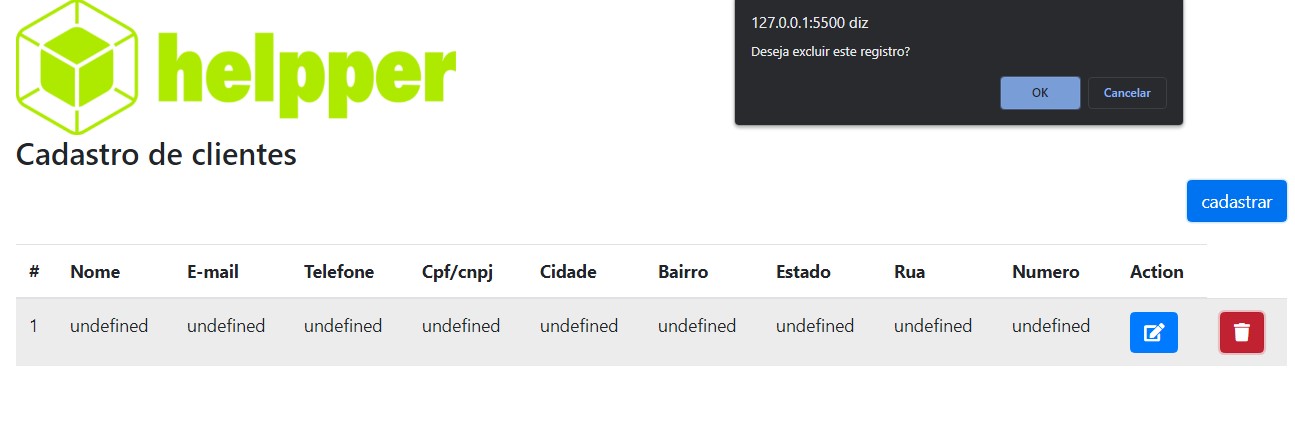 helpper
127.0.0.1:5500 diz
Deseja excluir este registro?
OK Cancelar
Cadastro de clientes
cadastrar
# Nome E-mail Telefone Cpf/cnpj Cidade Bairro Estado Rua Numero Action
1 undefined undefined undefined undefined undefined undefined undefined undefined undefined